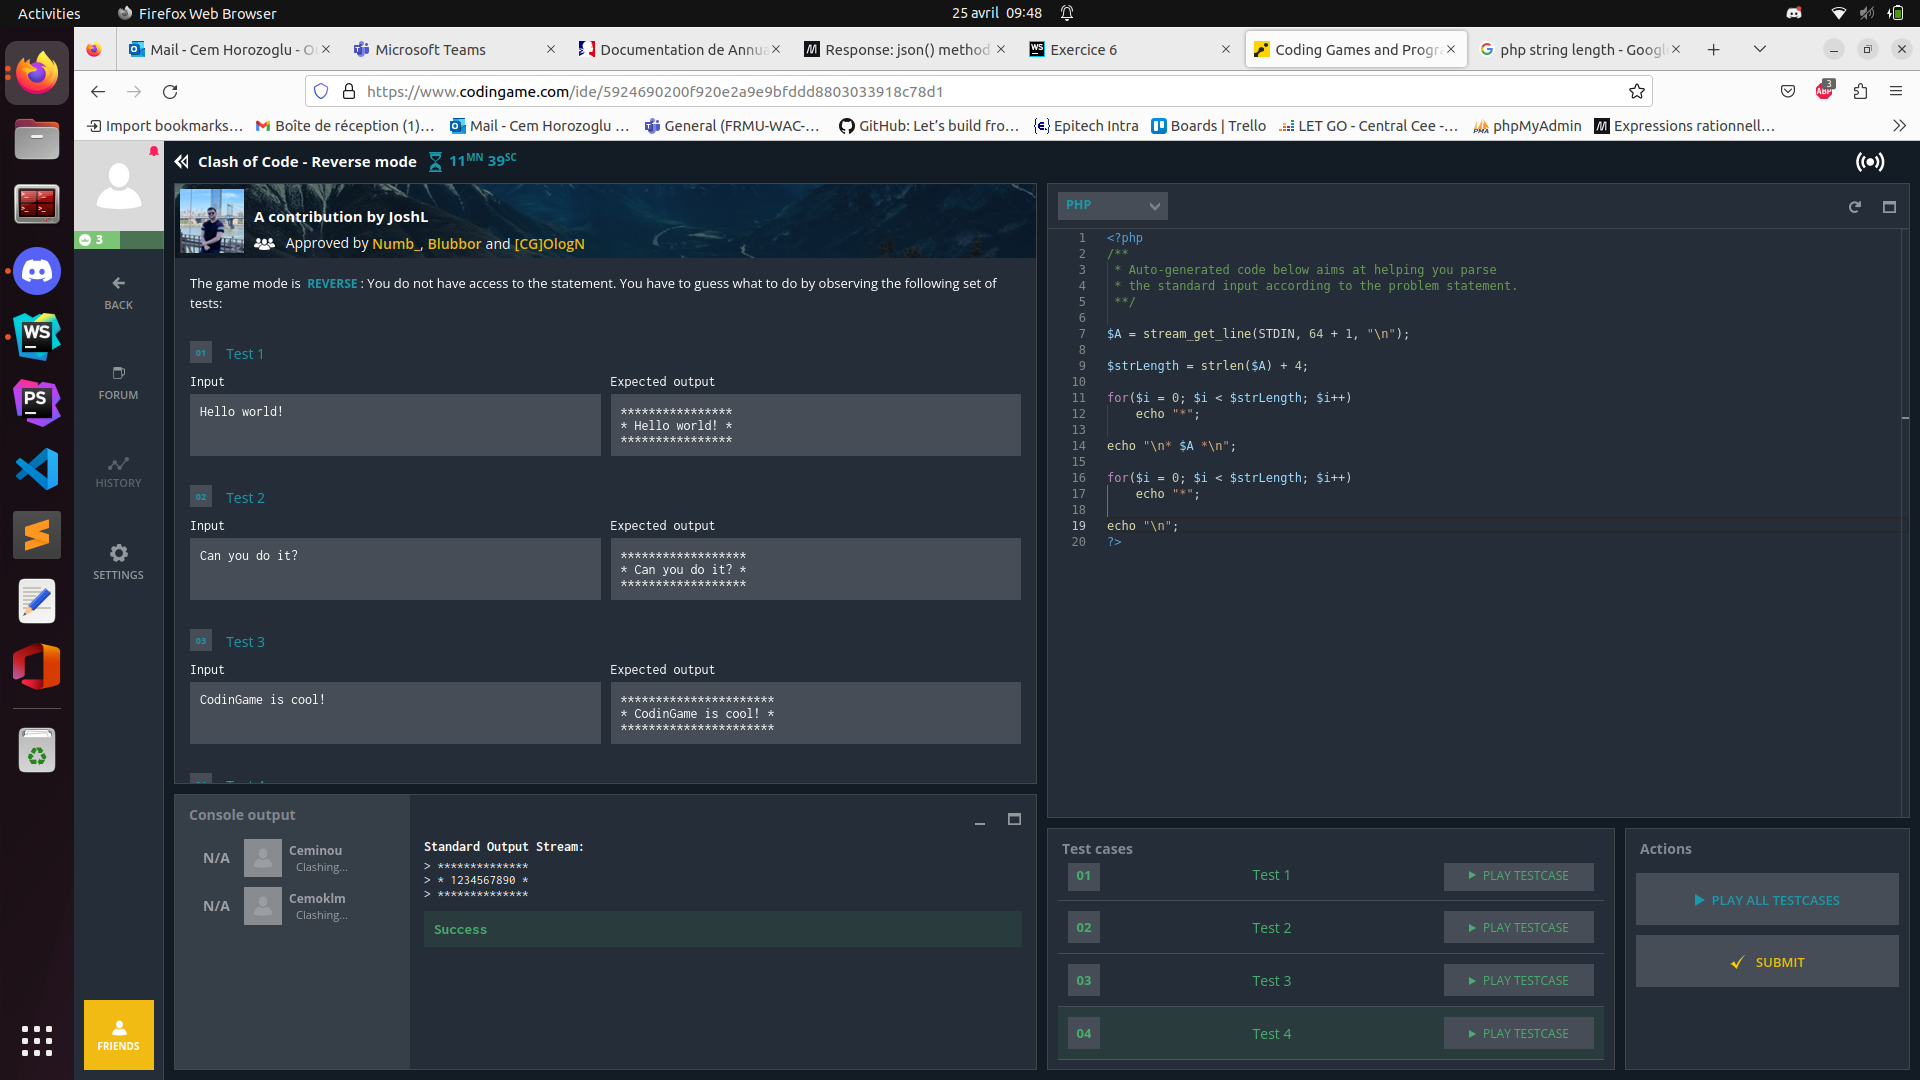 Activities
Firefox Web Browser
25 avril 09:48
Mail - Cem Horozoglu - O
Microsoft Teams
Documentation de Annua
Response: json() method
Exercice 6
Coding Games and Progra
php string length - Google
https://www.codingame.com/ide/5924690200f920e2a9e9bfddd8803033918c78d1
3
ABP
Import bookmarks…
Boîte de réception (1)…
Mail - Cem Horozoglu …
General (FRMU-WAC-…
GitHub: Let's build fro…
Epitech Intra
Boards | Trello
LET GO - Central Cee -…
phpMyAdmin
Expressions rationnell…
3
BACK
FORUM
HISTORY
SETTINGS
FRIENDS
Clash of Code - Reverse mode
11MN 39SC
A contribution by JoshL
Approved by Numb_, Blubbor and [CG]OlogN
The game mode is REVERSE : You do not have access to the statement. You have to guess what to do by observing the following set of
tests:
01 Test 1
Input Expected output
Hello world!
****************
* Hello world! *
****************
02 Test 2
Input Expected output
Can you do it?
******************
* Can you do it? *
******************
03 Test 3
Input Expected output
CodinGame is cool!
**********************
* CodinGame is cool! *
**********************
Console output
N/A Ceminou
Clashing...
N/A Cemoklm
Clashing...
Standard Output Stream:
> **************
> * 1234567890 *
> **************
Success
PHP
1 <?php
2 /**
3  * Auto-generated code below aims at helping you parse
4  * the standard input according to the problem statement.
5  **/
6
7 $A = stream_get_line(STDIN, 64 + 1, "\n");
8
9 $strLength = strlen($A) + 4;
10
11 for($i = 0; $i < $strLength; $i++)
12     echo "*";
13
14 echo "\n* $A *\n";
15
16 for($i = 0; $i < $strLength; $i++)
17     echo "*";
18
19 echo "\n";
20 ?>
Test cases
01 Test 1 PLAY TESTCASE
02 Test 2 PLAY TESTCASE
03 Test 3 PLAY TESTCASE
04 Test 4 PLAY TESTCASE
Actions
PLAY ALL TESTCASES
SUBMIT
WS
PS